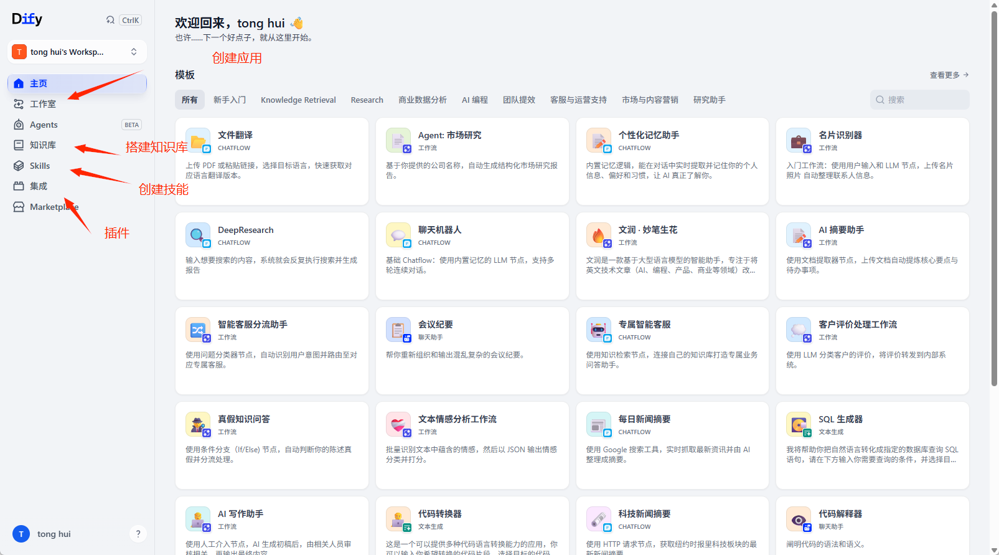 Dify
CtrlK
T
tong hui's Worksp...
主页
工作室
Agents
BETA
知识库
Skills
集成
Marketplace
搭建知识库
创建技能
插件
T
tong hui
?
欢迎回来，tong hui 👋
也许......下一个好点子，就从这里开始。
创建应用
模板
查看更多 →
所有
新手入门
Knowledge Retrieval
Research
商业数据分析
AI 编程
团队提效
客服与运营支持
市场与内容营销
研究助手
搜索
文件翻译
CHATFLOW
上传 PDF 或粘贴链接，选择目标语言，快速获取对
应语言翻译版本。
Agent: 市场研究
工作流
基于你提供的公司名称，自动生成结构化市场研究报
告。
个性化记忆助手
CHATFLOW
内置记忆逻辑，能在对话中实时提取并记住你的个人
信息、偏好和习惯，让 AI 真正了解你。
名片识别器
工作流
入门工作流：使用用户输入和 LLM 节点，上传名片
照片 自动整理联系人信息。
DeepResearch
CHATFLOW
输入想要搜索的内容，系统就会反复执行搜索并生成
报告
聊天机器人
CHATFLOW
基础 Chatflow：使用内置记忆的 LLM 节点，支持多
轮连续对话。
文润 · 妙笔生花
工作流
文润是一款基于大型语言模型的智能助手，专注于将
英文技术文章（AI、编程、产品、商业等领域）改...
AI 摘要助手
工作流
使用文档提取器节点，上传文档自动提炼核心要点与
待办事项。
智能客服分流助手
工作流
使用问题分类器节点，自动识别用户意图并路由至对
应专属客服。
会议纪要
聊天助手
帮你重新组织和输出混乱复杂的会议纪要。
专属智能客服
CHATFLOW
使用知识检索节点，连接自己的知识库打造专属业务
问答助手。
客户评价处理工作流
工作流
使用 LLM 分类客户的评价，将评价转发到内部系
统。
真假知识问答
工作流
使用条件分支（If/Else) 节点，自动判断你的陈述真
假并分流处理。
文本情感分析工作流
工作流
批量识别文本中蕴含的情感，然后以 JSON 输出情感
分类并打分。
每日新闻摘要
CHATFLOW
使用 Google 搜索工具，实时抓取最新资讯并由 AI
整理成摘要。
SQL 生成器
文本生成
我将帮助你把自然语言转化成指定的数据库查询 SQL
语句，请在下方输入你需要查询的条件，并选择目...
AI 写作助手
工作流
使用人工介入节点，AI 生成初稿后，由相关人员审
核把关，再输出最终内容
代码转换器
文本生成
这是一个可以提供多种代码语言转换能力的应用，你
可以输入你希望转换的代码片段，选择目标的代码
科技新闻摘要
CHATFLOW
使用 HTTP 请求节点，获取纽约时报里科技板块的最
新新闻摘要
代码解释器
聊天助手
阐明代码的语法和语义。